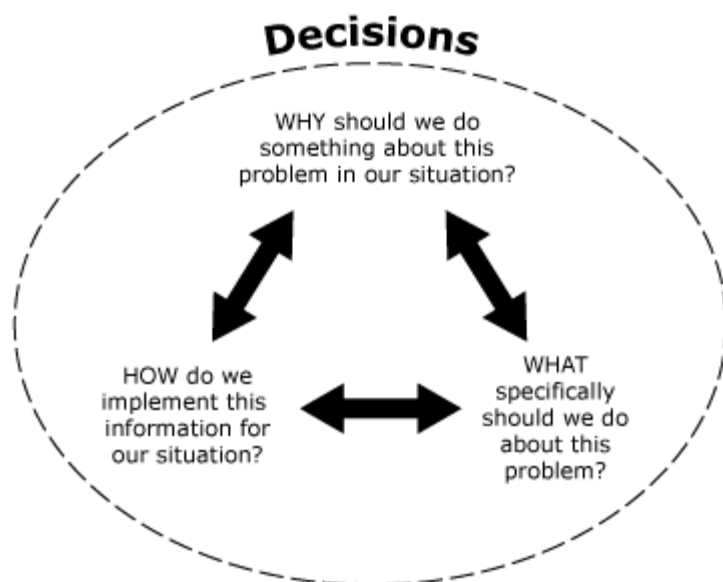 Decisions
WHY should we do
something about this
problem in our situation?
HOW do we
implement this
information for
our situation?
WHAT
specifically
should we do
about this
problem?